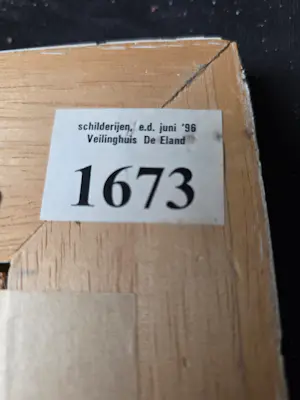 schilderijen, e.d. juni '96
Veilinghuis De Eland
1673